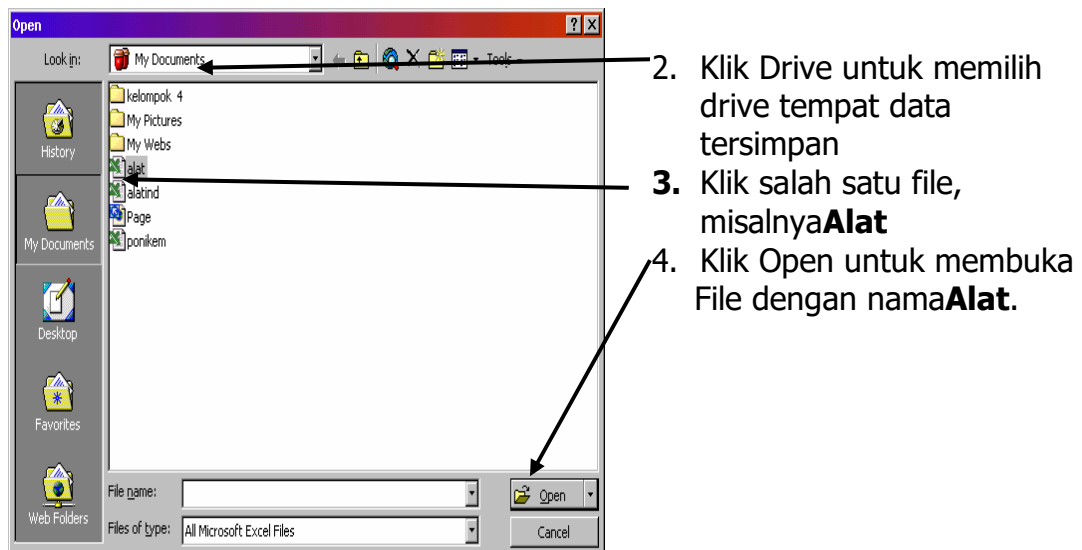 Open
Look in: My Documents Tools
History
My Documents
Desktop
Favorites
Web Folders
kelompok 4
My Pictures
My Webs
alat
alatind
Page
ponikem
File name: Open
Files of type: All Microsoft Excel Files Cancel
2. Klik Drive untuk memilih
drive tempat data
tersimpan
3. Klik salah satu file,
misalnyaAlat
4. Klik Open untuk membuka
File dengan namaAlat.